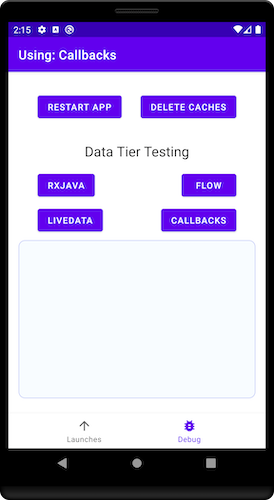 2:15
Using: Callbacks
RESTART APP DELETE CACHES
Data Tier Testing
RXJAVA FLOW
LIVEDATA CALLBACKS
Launches Debug